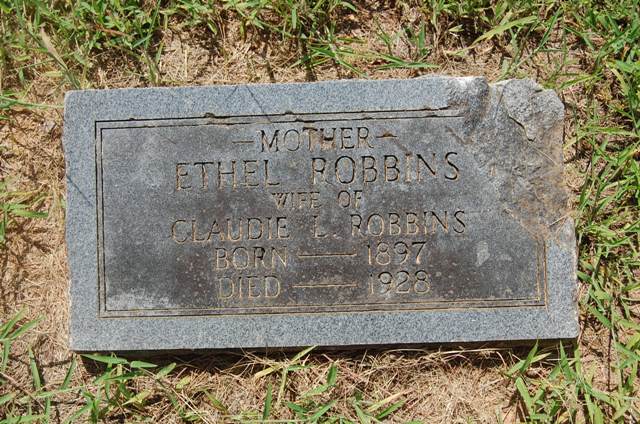 — MOTHER —
ETHEL ROBBINS
WIFE OF
CLAUDIE L. ROBBINS
BORN — 1897
DIED — 1928